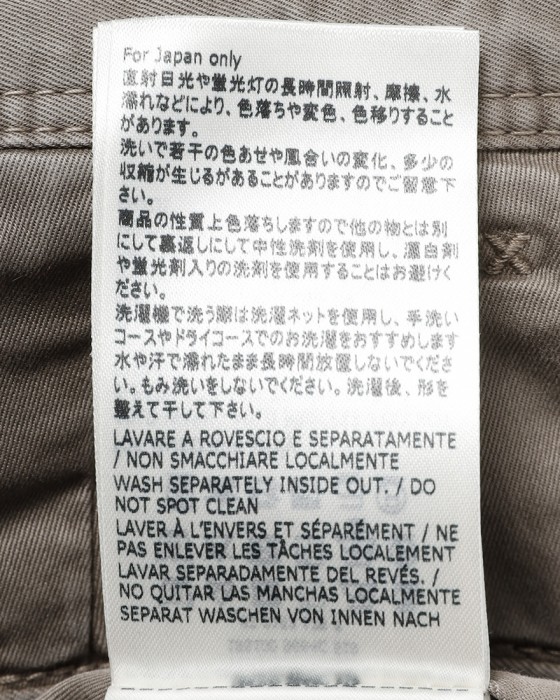 For Japan only
直射日光や蛍光灯の長時間照射、摩擦、水
濡れなどにより、色落ちや変色、色移りすること
があります。
洗いで若干の色あせや風合いの変化、多少の
収縮が生じるがあることがありますのでご留意下
さい。
商品の性質上色落ちしますので他の物とは別
にして裏返しにして中性洗剤を使用し、漂白剤
や蛍光剤入りの洗剤を使用することはお避けく
ださい。
洗濯機で洗う際は洗濯ネットを使用し、手洗い
コースやドライコースでのお洗濯をおすすめします
水や汗で濡れたまま長時間放置しないでくださ
い。もみ洗いをしないでください。洗濯後、形を
整えて干して下さい。
LAVARE A ROVESCIO E SEPARATAMENTE
/ NON SMACCHIARE LOCALMENTE
WASH SEPARATELY INSIDE OUT. / DO
NOT SPOT CLEAN
LAVER À L'ENVERS ET SÉPARÉMENT / NE
PAS ENLEVER LES TÂCHES LOCALEMENT
LAVAR SEPARADAMENTE DEL REVÉS. /
NO QUITAR LAS MANCHAS LOCALMENTE
SEPARAT WASCHEN VON INNEN NACH